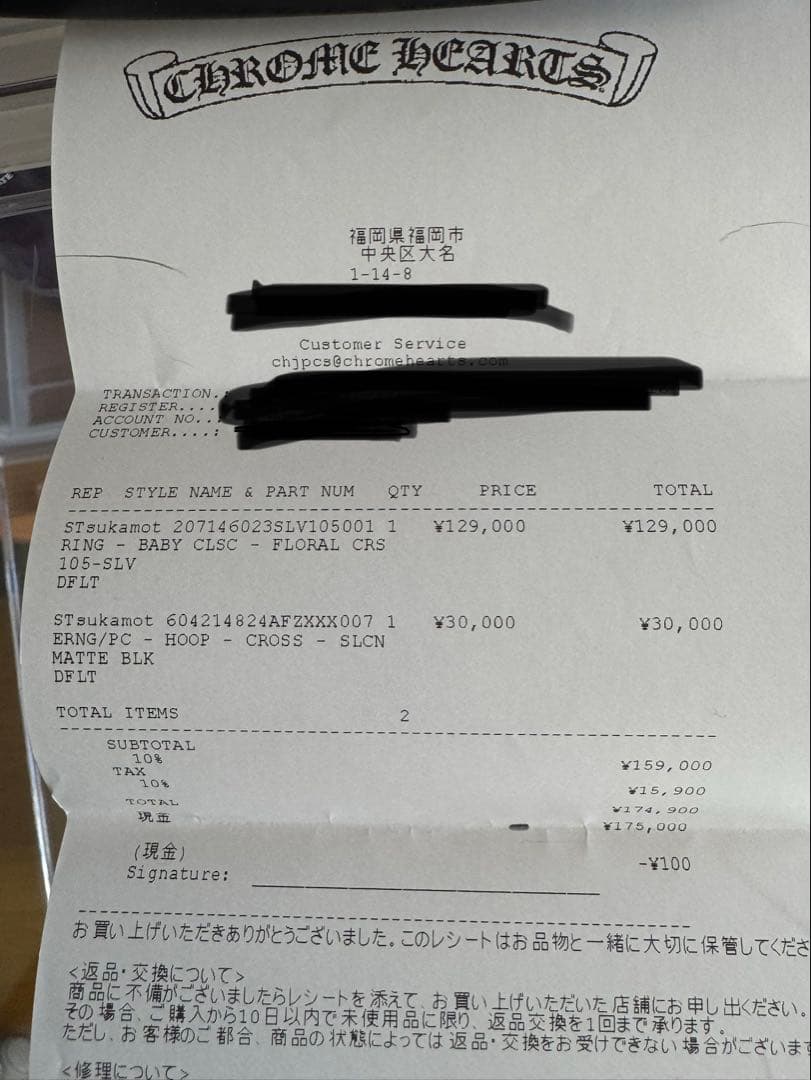 CHROME HEARTS
福岡県福岡市
中央区大名
1-14-8
Customer Service
chjpcs@chromehearts.com
TRANSACTION.:
REGISTER....
ACCOUNT NO...
CUSTOMER....:
REP STYLE NAME & PART NUM QTY PRICE TOTAL
STsukamot 207146023SLV105001 1 ¥129,000 ¥129,000
RING - BABY CLSC - FLORAL CRS
105-SLV
DFLT
STsukamot 604214824AFZXXX007 1 ¥30,000 ¥30,000
ERNG/PC - HOOP - CROSS - SLCN
MATTE BLK
DFLT
TOTAL ITEMS 2
SUBTOTAL
10% ¥159,000
TAX
10% ¥15,900
TOTAL ¥174,900
現金 ¥175,000
(現金) -¥100
Signature:
お買い上げいただきありがとうございました。このレシートはお品物と一緒に大切に保管してくださ
<返品・交換について>
商品に不備がございましたらレシートを添えて、お買い上げいただいた店舗にお申し出ください。
その場合、ご購入から10日以内で未使用品に限り、返品交換を1回まで承ります。
ただし、お客様のご都合、商品の状態によっては返品・交換をお受けできない場合がございます
<修理について>